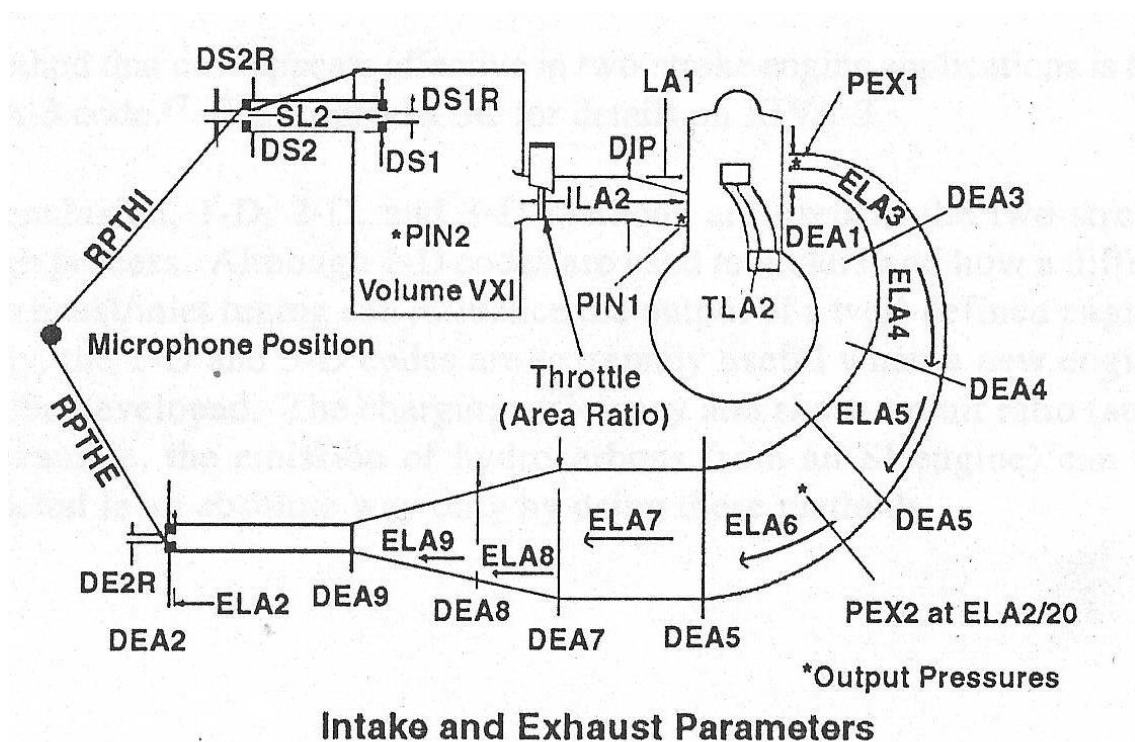 DS2R
DS1R
SL2
DS2
DS1
LA1
PEX1
DIP
ILA2
ELA3
DEA3
RPTHI
*PIN2
DEA1
Volume VXI
PIN1
TLA2
ELA4
Microphone Position
Throttle
(Area Ratio)
DEA4
ELA5
RPTHE
ELA7
ELA6
DEA5
ELA9
ELA8
DE2R
ELA2
DEA9
DEA8
PEX2 at ELA2/20
DEA2
DEA7
DEA5
*Output Pressures
Intake and Exhaust Parameters